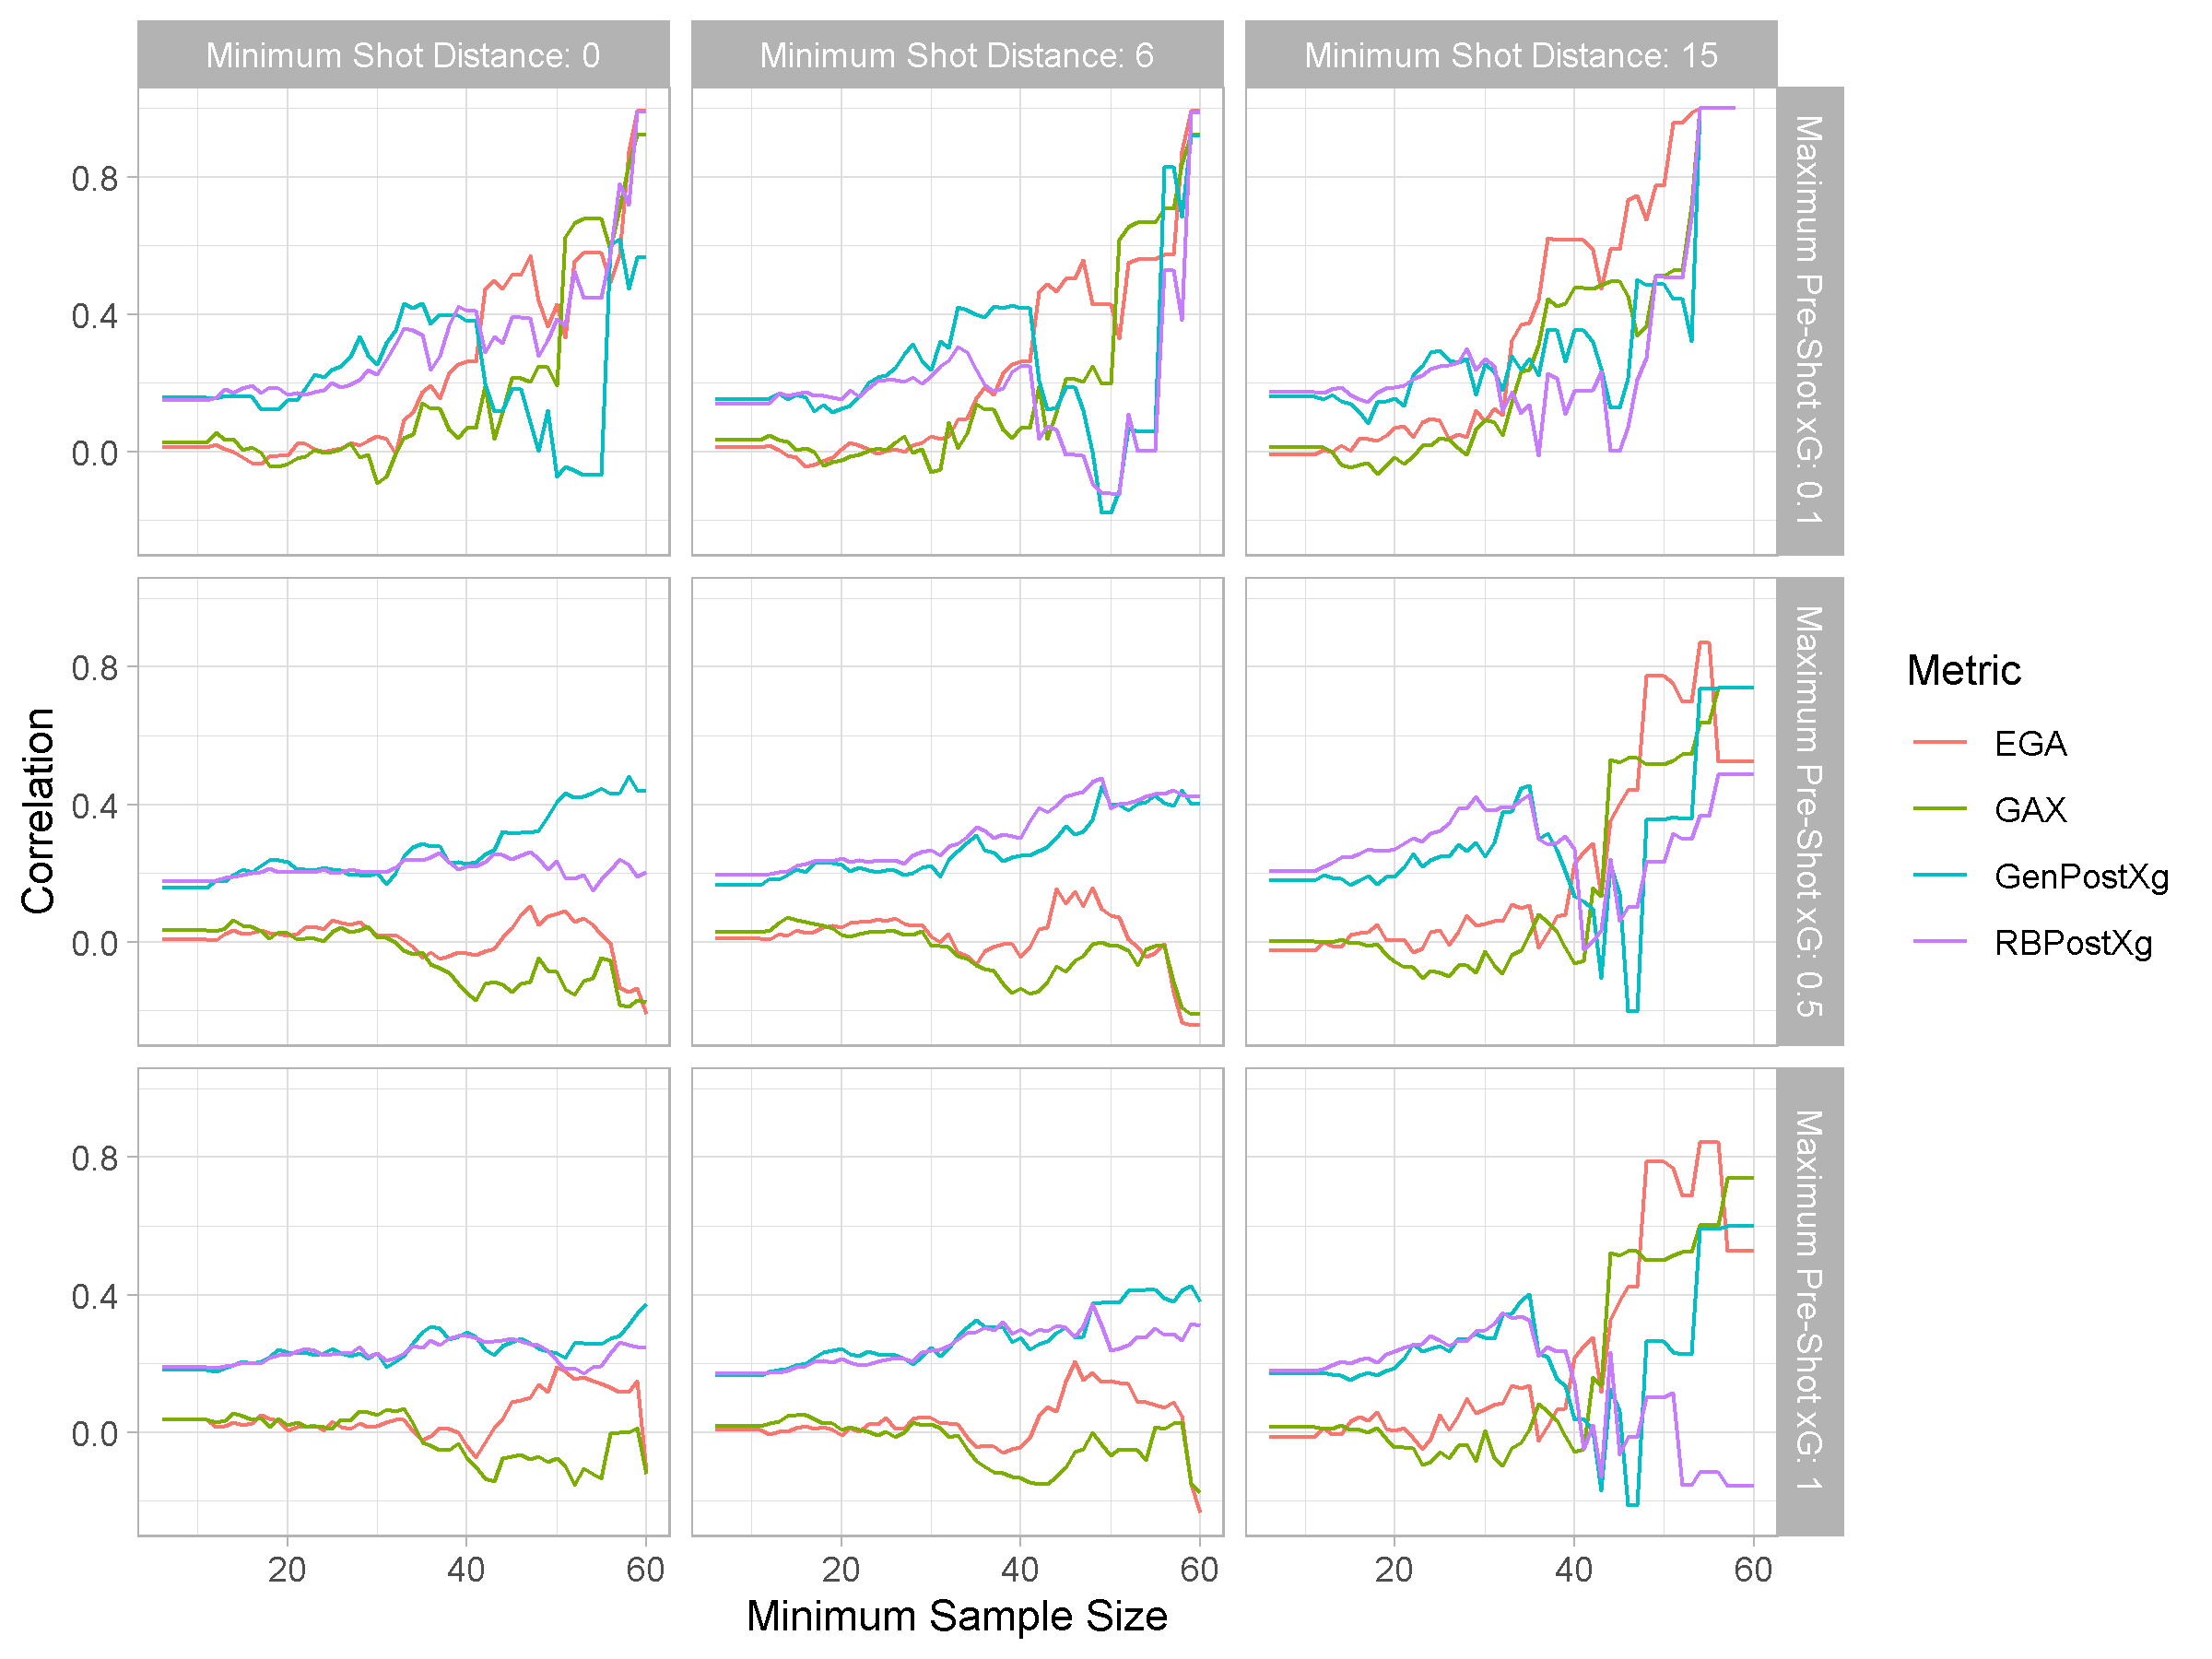 Minimum Shot Distance: 0
Minimum Shot Distance: 6
Minimum Shot Distance: 15
Maximum Pre-Shot xG: 0.1
Maximum Pre-Shot xG: 0.5
Maximum Pre-Shot xG: 1
0.8
0.4
0.0
0.8
0.4
0.0
0.8
0.4
0.0
Correlation
20
40
60
20
40
60
20
40
60
Minimum Sample Size
Metric
EGA
GAX
GenPostXg
RBPostXg